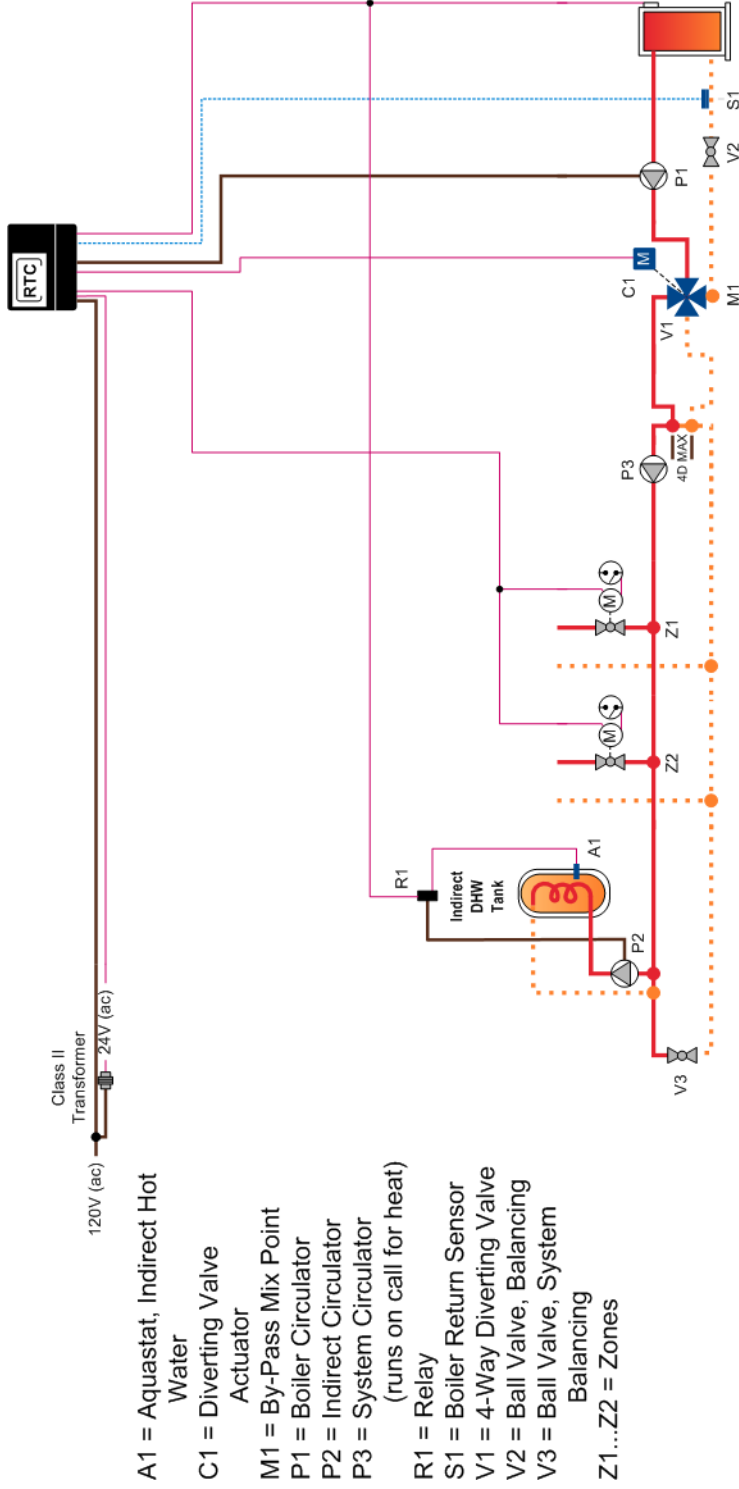 RTC
Class II
Transformer
120V (ac)
24V (ac)
R1
Indirect
DHW
Tank
A1
P2
V3
M
Z2
M
Z1
P3
4D MAX
V1
C1
M
M1
P1
V2
S1
A1 = Aquastat, Indirect Hot
Water
C1 = Diverting Valve
Actuator
M1 = By-Pass Mix Point
P1 = Boiler Circulator
P2 = Indirect Circulator
P3 = System Circulator
(runs on call for heat)
R1 = Relay
S1 = Boiler Return Sensor
V1 = 4-Way Diverting Valve
V2 = Ball Valve, Balancing
V3 = Ball Valve, System
Balancing
Z1...Z2 = Zones